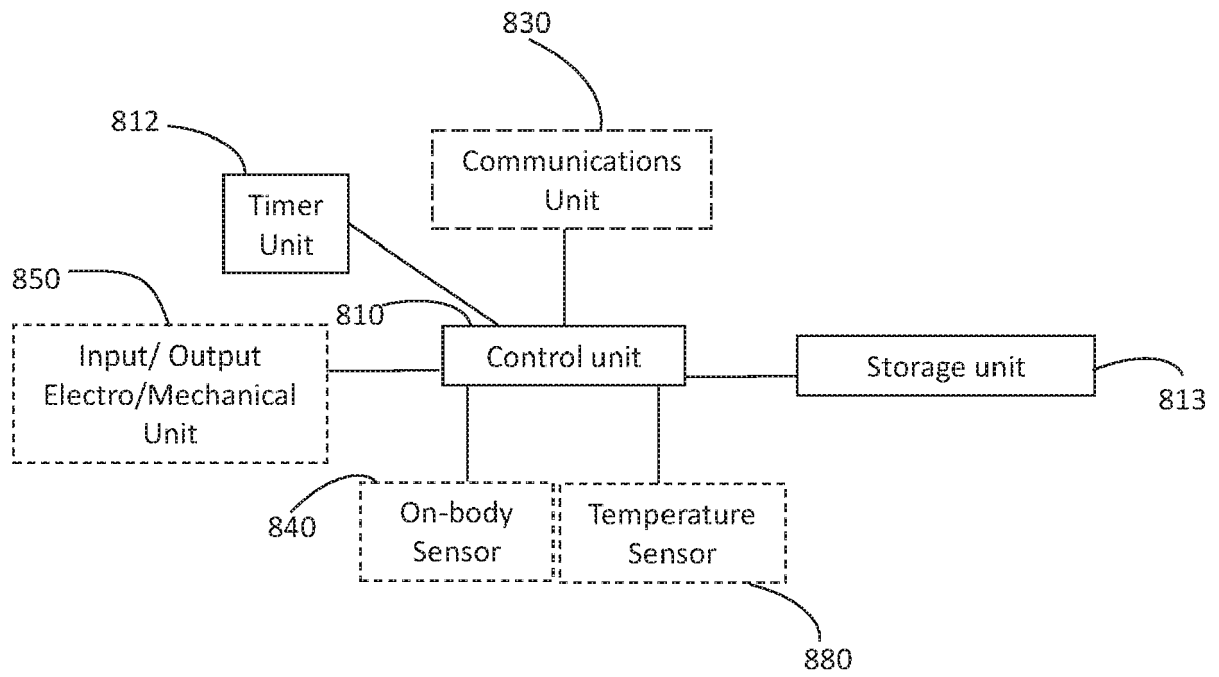 830
812
Communications
Unit
Timer
Unit
850
810
Input/ Output
Electro/Mechanical
Unit
Control unit
Storage unit
813
840
On-body
Sensor
Temperature
Sensor
880